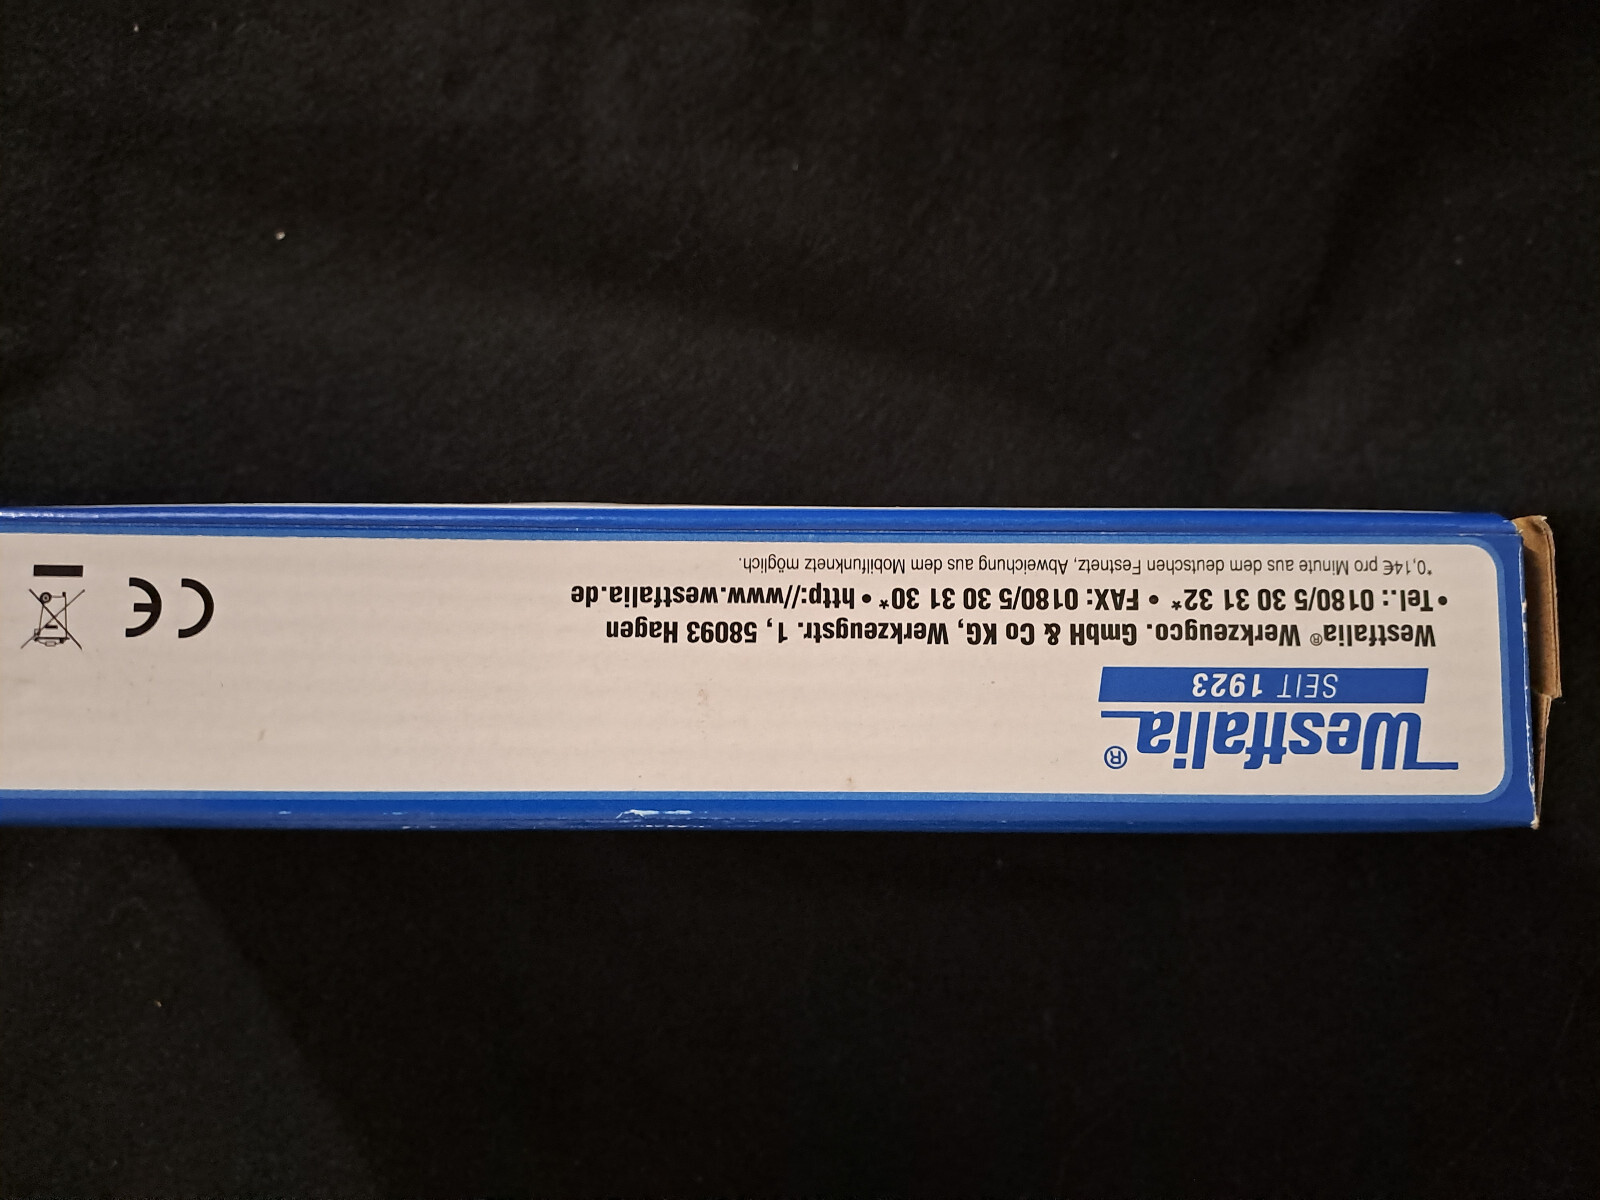 Westfalia®
SEIT 1923
Westfalia® Werkzeugco. GmbH & Co KG, Werkzeugstr. 1, 58093 Hagen
•Tel.: 0180/5 30 31 32* • FAX: 0180/5 30 31 30* • http://www.westfalia.de
*0,14€ pro Minute aus dem deutschen Festnetz, Abweichung aus dem Mobilfunknetz möglich.
CE